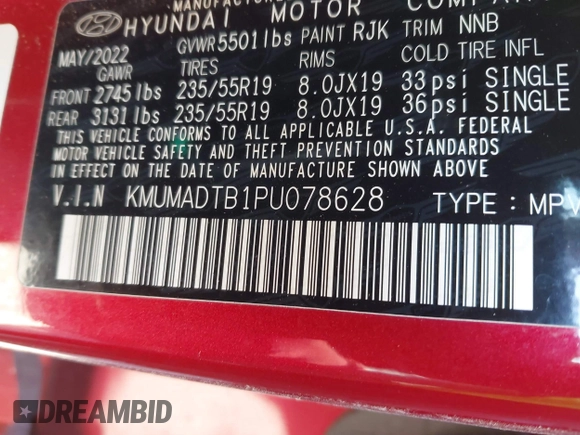 HYUNDAI MOTOR
MAY/2022 GVWR 5501 lbs PAINT RJK TRIM NNB
GAWR TIRES RIMS COLD TIRE INFL
FRONT 2745 lbs 235/55R19 8.0JX19 33 psi SINGLE
REAR 3131 lbs 235/55R19 8.0JX19 36 psi SINGLE
THIS VEHICLE CONFORMS TO ALL APPLICABLE U.S.A. FEDERAL
MOTOR VEHICLE SAFETY AND THEFT PREVENTION STANDARDS
IN EFFECT ON THE DATE OF MANUFACTURE SHOWN ABOVE.
V.I.N KMUMADTB1PU078628 TYPE : MPV
DREAMBID